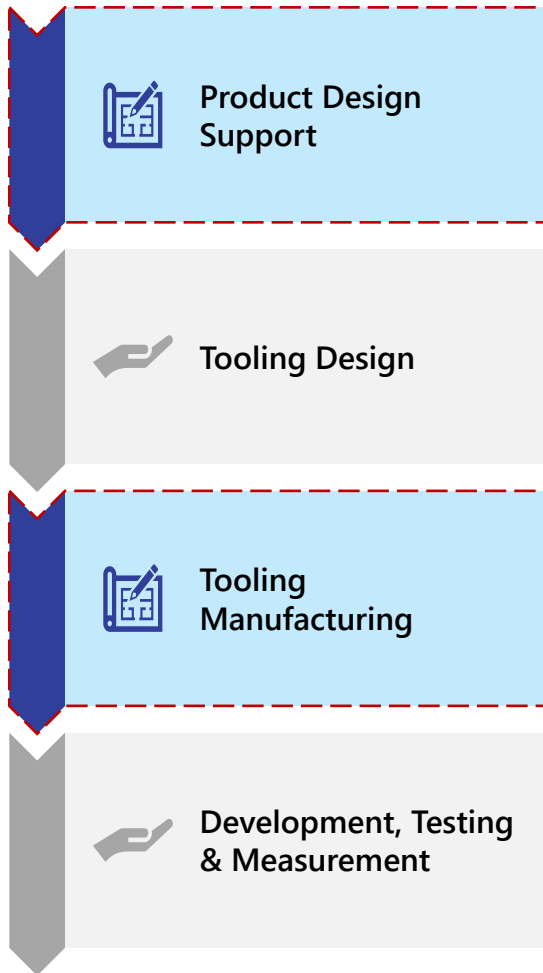 Product Design
Support
Tooling Design
Tooling
Manufacturing
Development, Testing
& Measurement